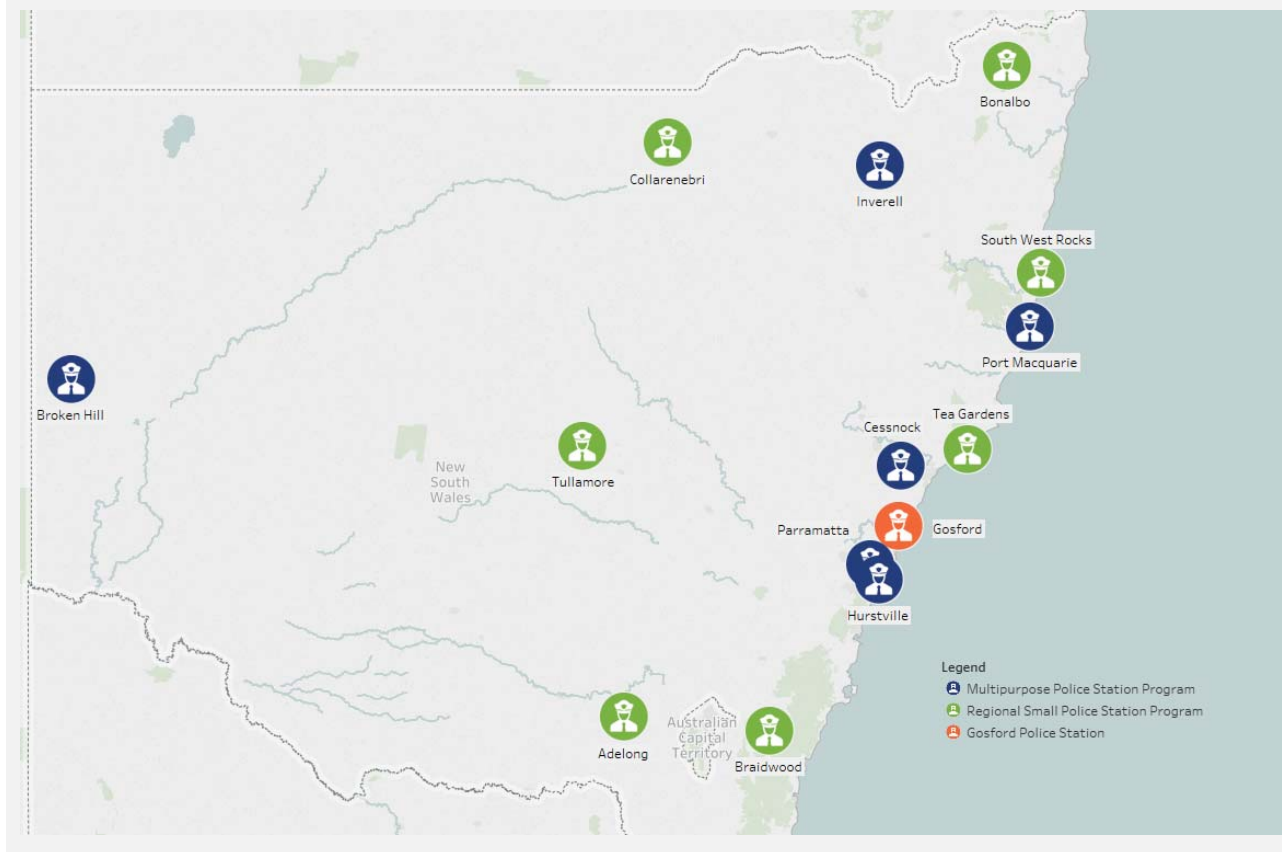 Bonalbo
Collarenebri
Inverell
South West Rocks
Port Macquarie
Broken Hill
Tea Gardens
Cessnock
New
South
Wales
Tullamore
Parramatta
Gosford
Hurstville
Legend
Multipurpose Police Station Program
Regional Small Police Station Program
Gosford Police Station
Australian
Capital
Territory
Adelong
Braidwood